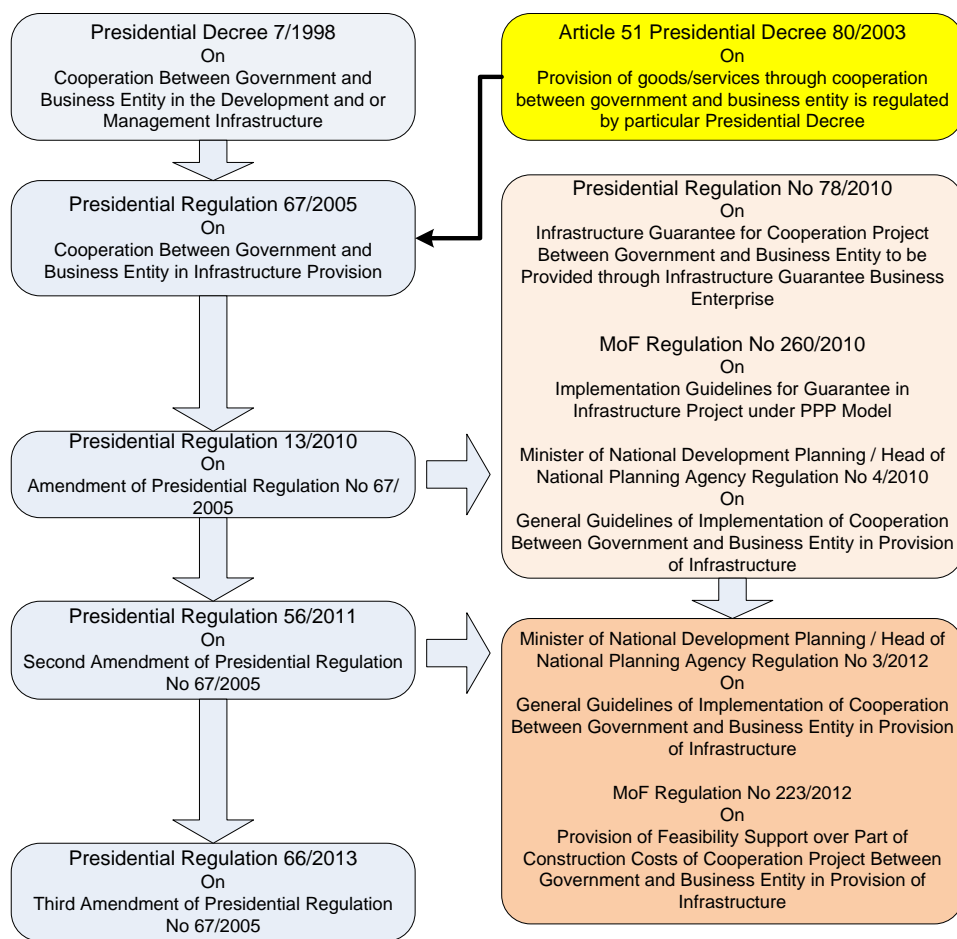 Presidential Decree 7/1998
On
Cooperation Between Government and
Business Entity in the Development and or
Management Infrastructure
Article 51 Presidential Decree 80/2003
On
Provision of goods/services through cooperation
between government and business entity is regulated
by particular Presidential Decree
Presidential Regulation 67/2005
On
Cooperation Between Government and
Business Entity in Infrastructure Provision
Presidential Regulation No 78/2010
On
Infrastructure Guarantee for Cooperation Project
Between Government and Business Entity to be
Provided through Infrastructure Guarantee Business
Enterprise
MoF Regulation No 260/2010
On
Implementation Guidelines for Guarantee in
Infrastructure Project under PPP Model
Minister of National Development Planning / Head of
National Planning Agency Regulation No 4/2010
On
General Guidelines of Implementation of Cooperation
Between Government and Business Entity in Provision
of Infrastructure
Presidential Regulation 13/2010
On
Amendment of Presidential Regulation No 67/
2005
Presidential Regulation 56/2011
On
Second Amendment of Presidential Regulation
No 67/2005
Minister of National Development Planning / Head of
National Planning Agency Regulation No 3/2012
On
General Guidelines of Implementation of Cooperation
Between Government and Business Entity in Provision
of Infrastructure
MoF Regulation No 223/2012
On
Provision of Feasibility Support over Part of
Construction Costs of Cooperation Project Between
Government and Business Entity in Provision of
Infrastructure
Presidential Regulation 66/2013
On
Third Amendment of Presidential Regulation
No 67/2005